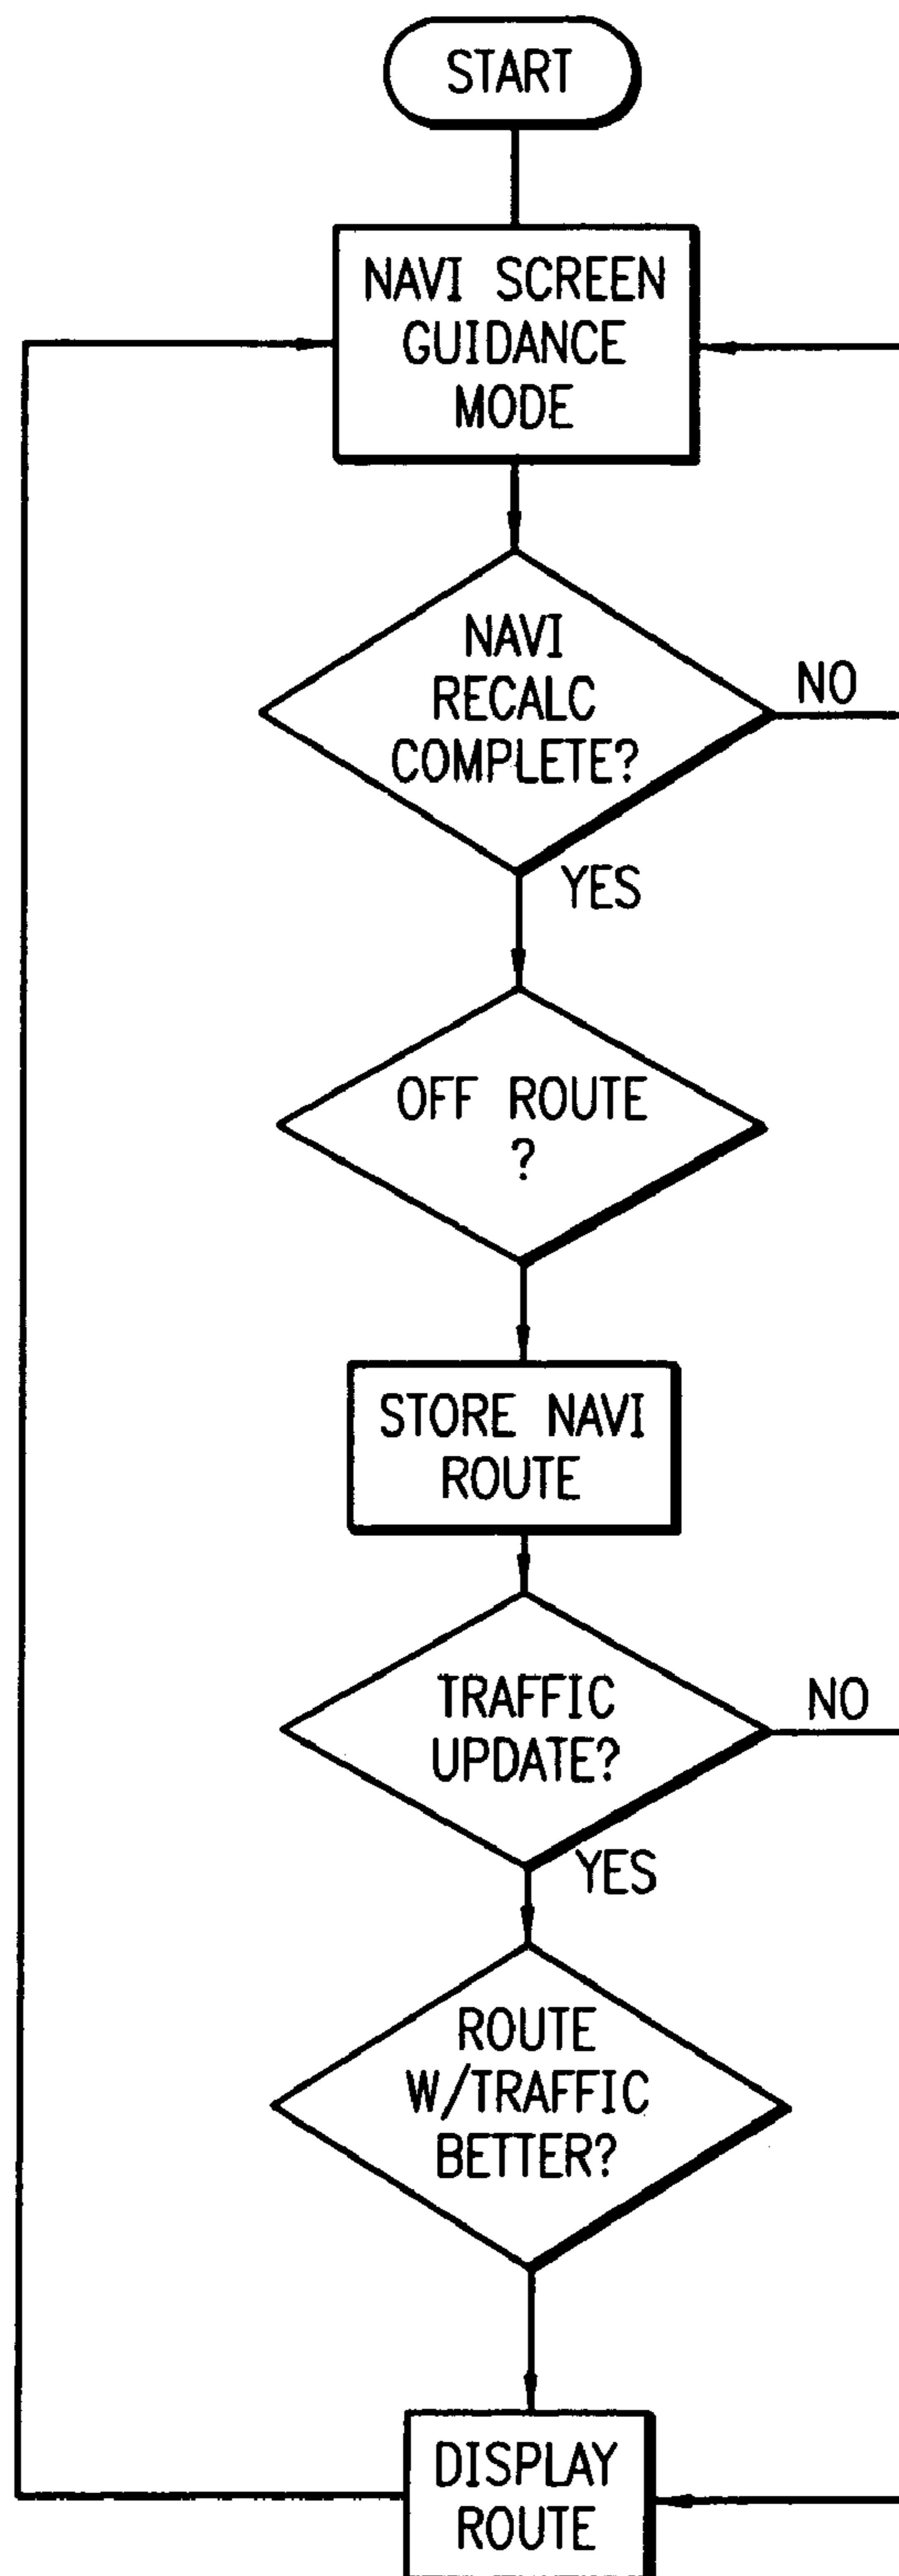 START
NAVI SCREEN
GUIDANCE
MODE
NAVI
RECALC
COMPLETE?
NO
YES
OFF ROUTE
?
STORE NAVI
ROUTE
TRAFFIC
UPDATE?
NO
YES
ROUTE
W/TRAFFIC
BETTER?
DISPLAY
ROUTE